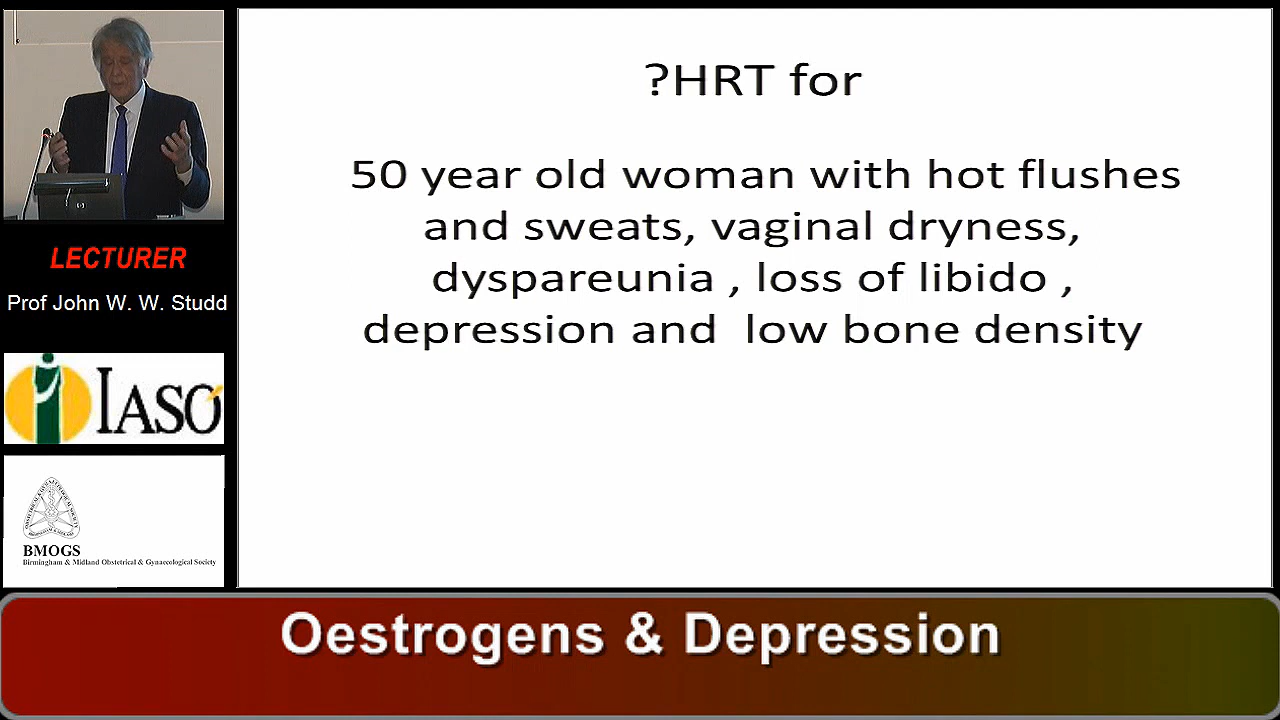 ?HRT for
50 year old woman with hot flushes
and sweats, vaginal dryness,
dyspareunia , loss of libido ,
depression and low bone density
LECTURER
Prof John W. W. Studd
IASO
BMOGS
Birmingham & Midland Obstetrical & Gynaecological Society
Oestrogens & Depression